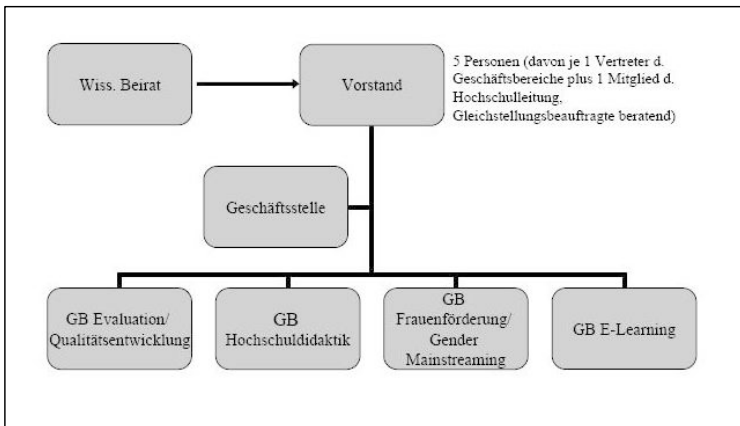 Wiss. Beirat
Vorstand
5 Personen (davon je 1 Vertreter d.
Geschäftsbereiche plus 1 Mitglied d.
Hochschulleitung,
Gleichstellungsbeauftragte beratend)
Geschäftsstelle
GB Evaluation/
Qualitätsentwicklung
GB
Hochschuldidaktik
GB
Frauenförderung/
Gender
Mainstreaming
GB E-Learning